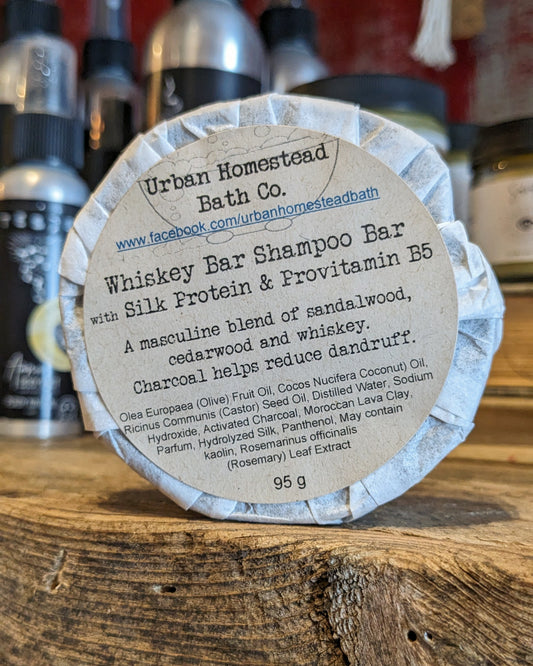 Urban Homestead
Bath Co.
www.facebook.com/urbanhomesteadbath
Whiskey Bar Shampoo Bar
with Silk Protein & Provitamin B5
A masculine blend of sandalwood,
cedarwood and whiskey.
Charcoal helps reduce dandruff.
Olea Europaea (Olive) Fruit Oil, Cocos Nucifera Coconut) Oil,
Ricinus Communis (Castor) Seed Oil, Distilled Water, Sodium
Hydroxide, Activated Charcoal, Moroccan Lava Clay,
Parfum, Hydrolyzed Silk, Panthenol, May contain
kaolin, Rosemarinus officinalis
(Rosemary) Leaf Extract
95 g